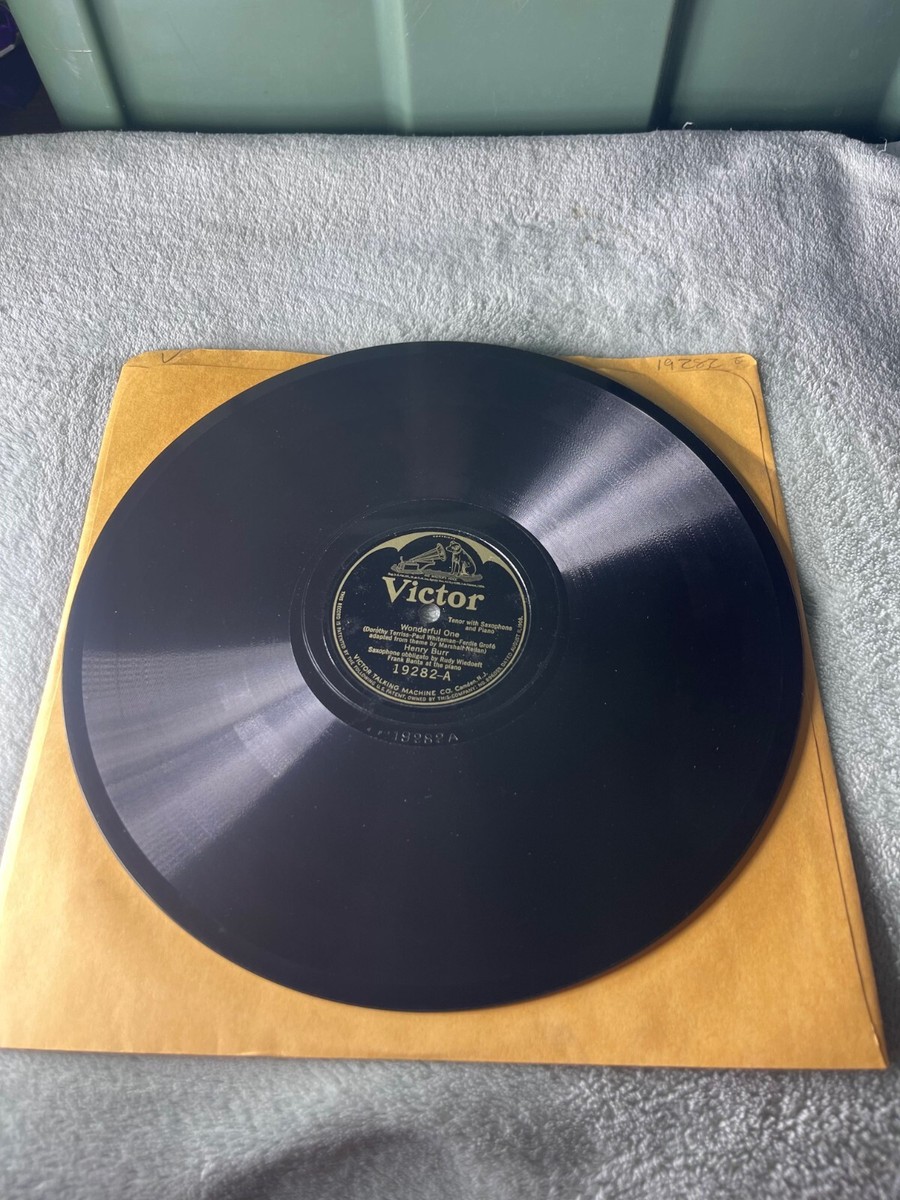 V
19282
Victor
Tenor with Saxophone
and Piano
Wonderful One
(Dorothy Terriss-Paul Whiteman-Ferdie Grofé
adapted from theme by Marshall Neilan)
Henry Burr
Saxophone obbligato by Rudy Wiedoeft
Frank Banta at the piano
19282-A
VICTOR TALKING MACHINE CO. Camden, N.J.
19282A